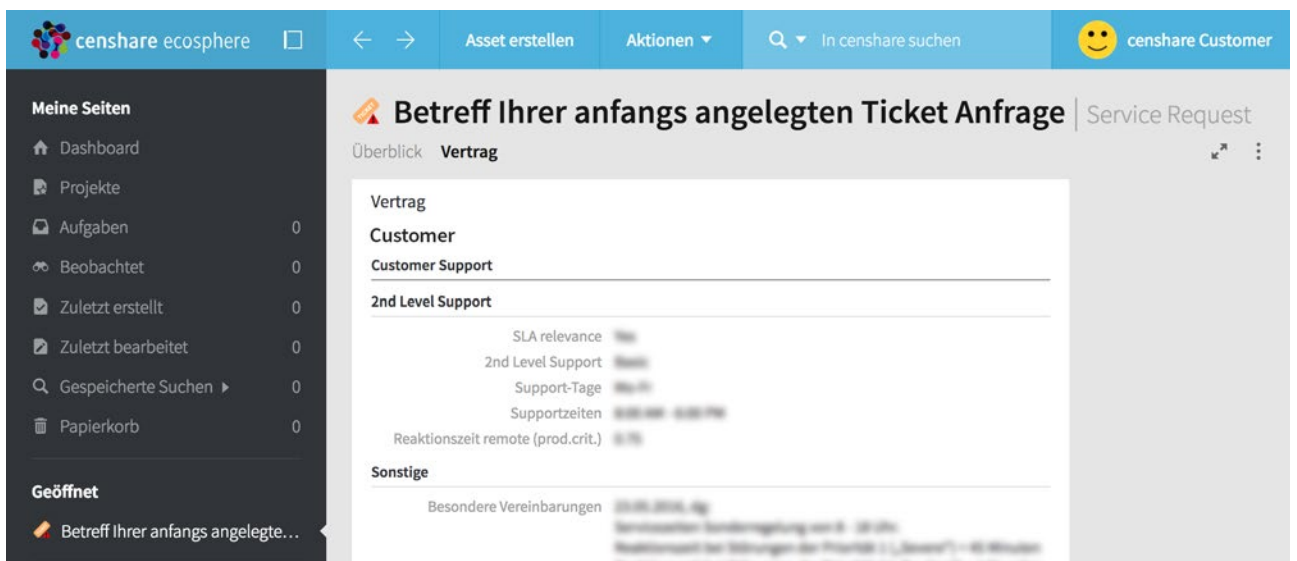 censhare ecosphere
Asset erstellen
Aktionen
In censhare suchen
censhare Customer
Meine Seiten
Dashboard
Projekte
Aufgaben 0
Beobachtet 0
Zuletzt erstellt 0
Zuletzt bearbeitet 0
Gespeicherte Suchen 0
Papierkorb 0
Geöffnet
Betreff Ihrer anfangs angelegte...
Betreff Ihrer anfangs angelegten Ticket Anfrage | Service Request
Überblick Vertrag
Vertrag
Customer
Customer Support
2nd Level Support
SLA relevance
2nd Level Support
Support-Tage
Supportzeiten
Reaktionszeit remote (prod.crit.)
Sonstige
Besondere Vereinbarungen